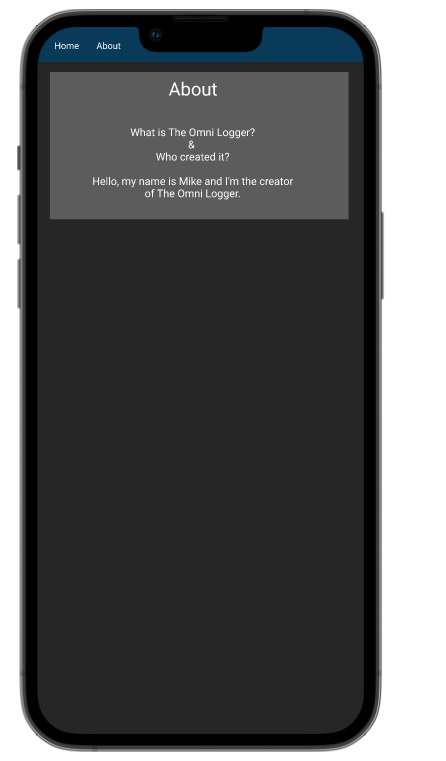 Home About
About
What is The Omni Logger?
&
Who created it?
Hello, my name is Mike and I'm the creator
of The Omni Logger.